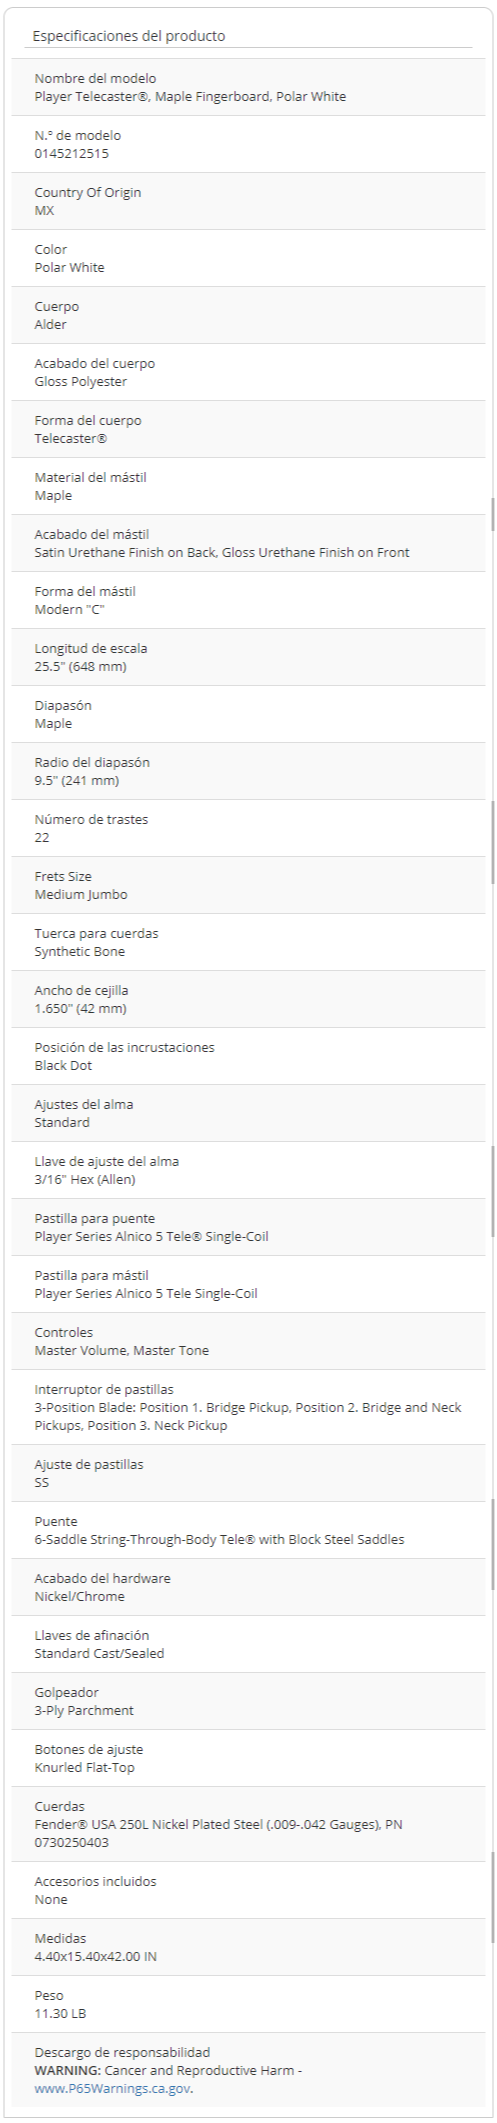 Especificaciones del producto
Nombre del modelo
Player Telecaster®, Maple Fingerboard, Polar White
N.º de modelo
0145212515
Country Of Origin
MX
Color
Polar White
Cuerpo
Alder
Acabado del cuerpo
Gloss Polyester
Forma del cuerpo
Telecaster®
Material del mástil
Maple
Acabado del mástil
Satin Urethane Finish on Back, Gloss Urethane Finish on Front
Forma del mástil
Modern "C"
Longitud de escala
25.5" (648 mm)
Diapasón
Maple
Radio del diapasón
9.5" (241 mm)
Número de trastes
22
Frets Size
Medium Jumbo
Tuerca para cuerdas
Synthetic Bone
Ancho de cejilla
1.650" (42 mm)
Posición de las incrustaciones
Black Dot
Ajustes del alma
Standard
Llave de ajuste del alma
3/16" Hex (Allen)
Pastilla para puente
Player Series Alnico 5 Tele® Single-Coil
Pastilla para mástil
Player Series Alnico 5 Tele Single-Coil
Controles
Master Volume, Master Tone
Interruptor de pastillas
3-Position Blade: Position 1. Bridge Pickup, Position 2. Bridge and Neck
Pickups, Position 3. Neck Pickup
Ajuste de pastillas
SS
Puente
6-Saddle String-Through-Body Tele® with Block Steel Saddles
Acabado del hardware
Nickel/Chrome
Llaves de afinación
Standard Cast/Sealed
Golpeador
3-Ply Parchment
Botones de ajuste
Knurled Flat-Top
Cuerdas
Fender® USA 250L Nickel Plated Steel (.009-.042 Gauges), PN
0730250403
Accesorios incluidos
None
Medidas
4.40x15.40x42.00 IN
Peso
11.30 LB
Descargo de responsabilidad
WARNING: Cancer and Reproductive Harm -
www.P65Warnings.ca.gov.